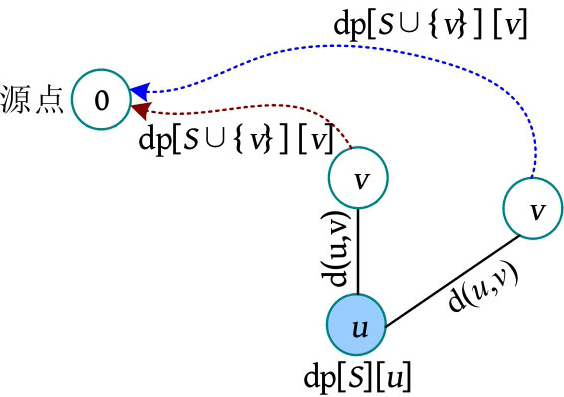 dp[S∪{v}][v]
源点
0
dp[S∪{v}][v]
v
v
d(u,v)
d(u,v)
u
dp[S][u]